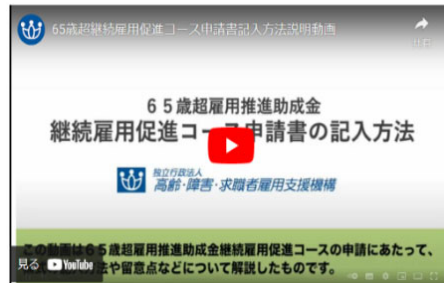 65歳超継続雇用促進コース申請書記入方法説明動画
共有
65歳超雇用推進助成金
継続雇用促進コース申請書の記入方法
独立行政法人
高齢・障害・求職者雇用支援機構
この動画は65歳超雇用推進助成金継続雇用促進コースの申請にあたって、
方法や留意点などについて解説したものです。
見る YouTube